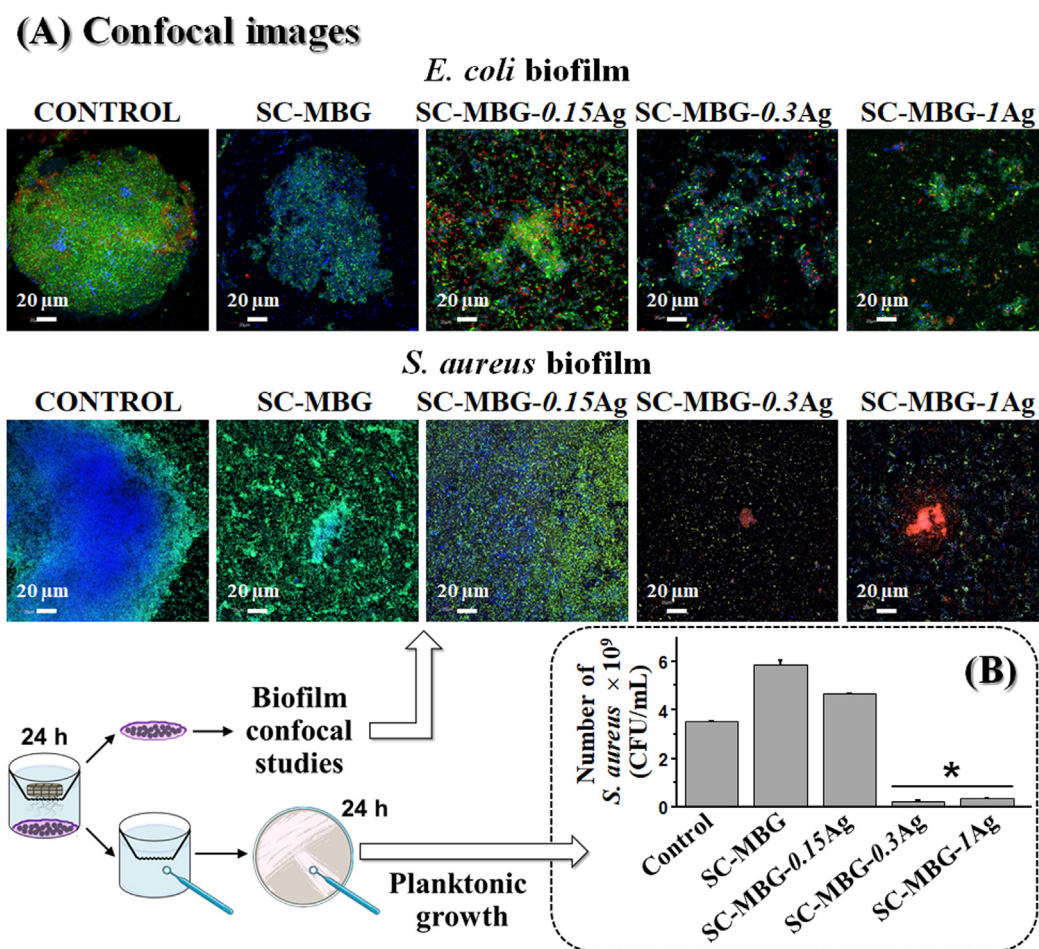 (A) Confocal images
E. coli biofilm
CONTROL SC-MBG SC-MBG-0.15Ag SC-MBG-0.3Ag SC-MBG-1Ag
20 µm 20 µm 20 µm 20 µm 20 µm
S. aureus biofilm
CONTROL SC-MBG SC-MBG-0.15Ag SC-MBG-0.3Ag SC-MBG-1Ag
20 µm 20 µm 20 µm 20 µm 20 µm
24 h
Biofilm
confocal
studies
24 h
Planktonic
growth
(B)
Number of
S. aureus × 10⁹
(CFU/mL)
6
4
2
0
*
Control
SC-MBG
SC-MBG-0.15Ag
SC-MBG-0.3Ag
SC-MBG-1Ag